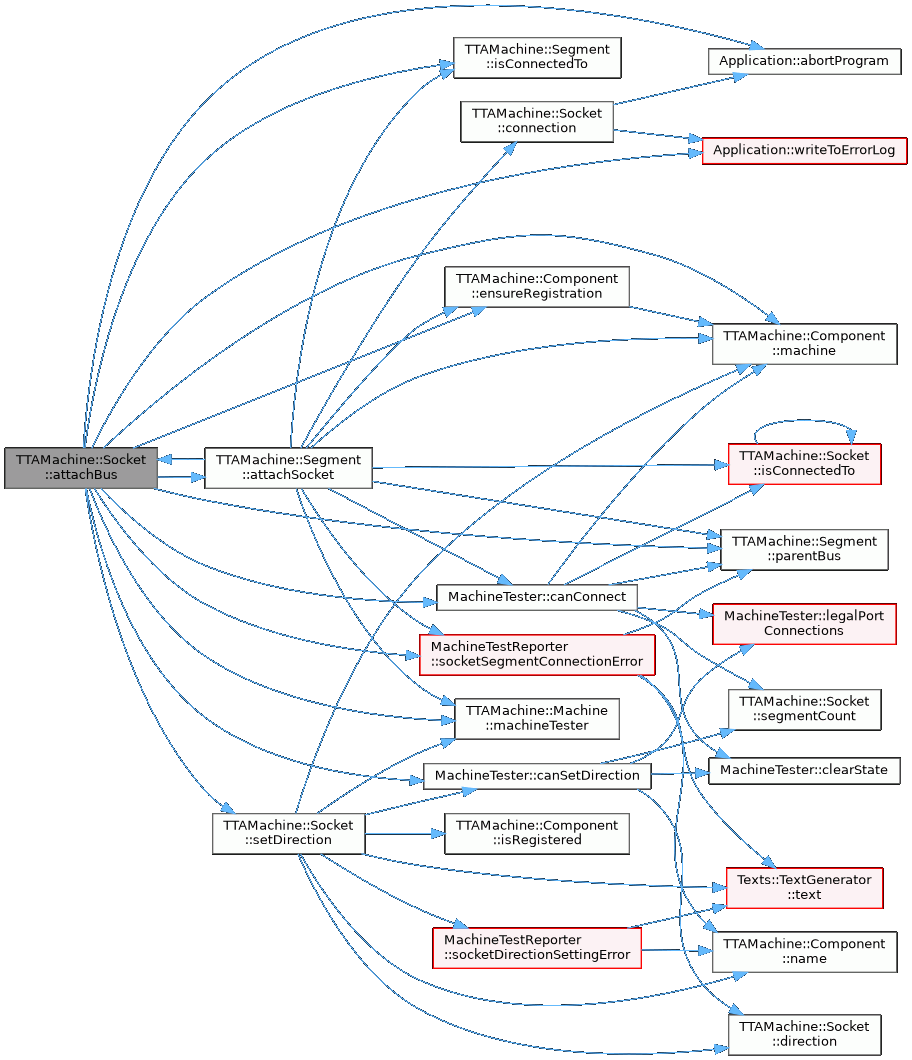 TTAMachine::Segment
::isConnectedTo
Application::abortProgram
TTAMachine::Socket
::connection
Application::writeToErrorLog
TTAMachine::Component
::ensureRegistration
TTAMachine::Component
::machine
TTAMachine::Socket
::attachBus
TTAMachine::Segment
::attachSocket
TTAMachine::Socket
::isConnectedTo
TTAMachine::Segment
::parentBus
MachineTester::canConnect
MachineTester::legalPort
Connections
MachineTestReporter
::socketSegmentConnectionError
TTAMachine::Machine
::machineTester
TTAMachine::Socket
::segmentCount
MachineTester::canSetDirection
MachineTester::clearState
TTAMachine::Socket
::setDirection
TTAMachine::Component
::isRegistered
Texts::TextGenerator
::text
MachineTestReporter
::socketDirectionSettingError
TTAMachine::Component
::name
TTAMachine::Socket
::direction